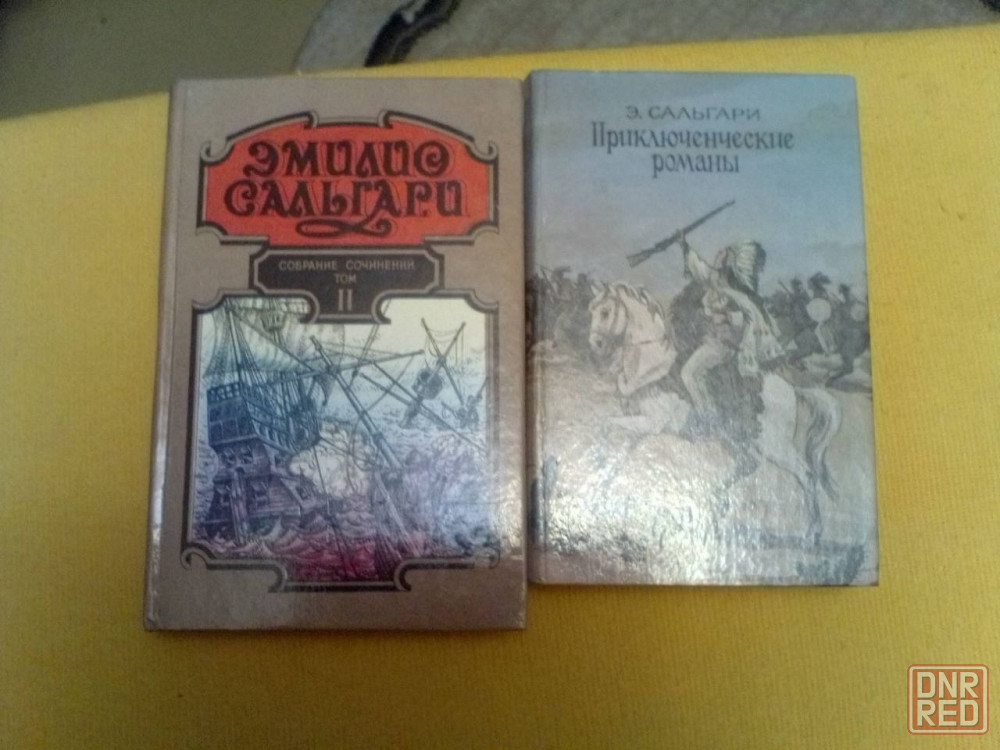 ЭМИЛИО
САЛЬГАРИ
СОБРАНИЕ СОЧИНЕНИЙ
ТОМ
II
Э. САЛЬГАРИ
Приключенческие
романы
DNR
RED